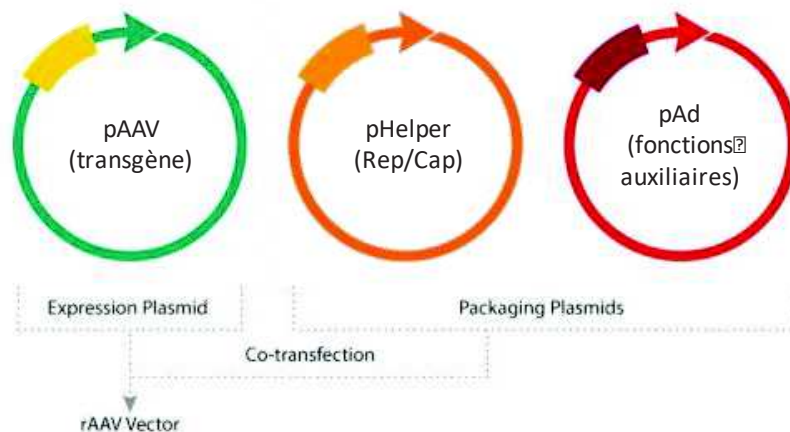 pAAV
(transgène)
pHelper
(Rep/Cap)
pAd
(fonctions⍰
auxiliaires)
Expression Plasmid
Packaging Plasmids
Co-transfection
rAAV Vector